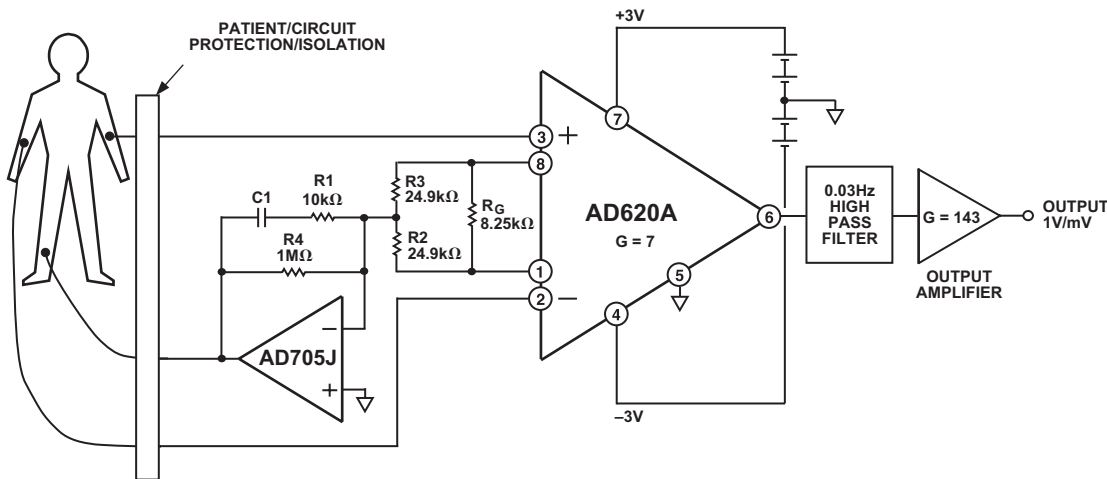 PATIENT/CIRCUIT
PROTECTION/ISOLATION
+3V
7
3
+
8
R1
10kΩ
C1
R3
24.9kΩ
RG
8.25kΩ
R4
1MΩ
R2
24.9kΩ
AD620A
G = 7
6
0.03Hz
HIGH
PASS
FILTER
G = 143
OUTPUT
1V/mV
OUTPUT
AMPLIFIER
1
2
–
5
4
AD705J
–
+
–3V